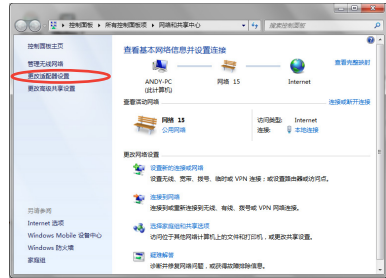 控制面板 ▸ 所有控制面板项 ▸ 网络和共享中心
搜索控制面板
控制面板主页
管理无线网络
更改适配器设置
更改高级共享设置
查看基本网络信息并设置连接
查看完整映射
ANDY-PC
(此计算机)
网络 15
Internet
查看活动网络
连接或断开连接
网络 15
公用网络
访问类型: Internet
连接: 本地连接
更改网络设置
设置新的连接或网络
设置无线、宽带、拨号、临时或 VPN 连接；或设置路由器或访问点。
连接到网络
连接到或重新连接到无线、有线、拨号或 VPN 网络连接。
选择家庭组和共享选项
访问位于其他网络计算机上的文件和打印机，或更改共享设置。
疑难解答
诊断并修复网络问题，或获得故障排除信息。
另请参阅
Internet 选项
Windows Mobile 设备中心
Windows 防火墙
家庭组